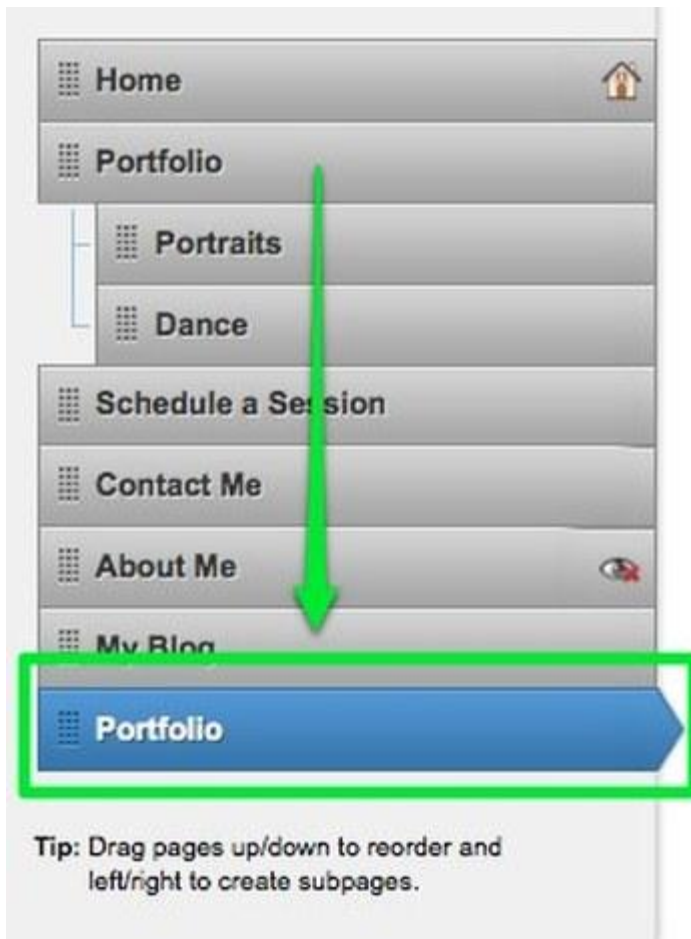 Home
Portfolio
Portraits
Dance
Schedule a Session
Contact Me
About Me
My Blog
Portfolio
Tip: Drag pages up/down to reorder and
left/right to create subpages.